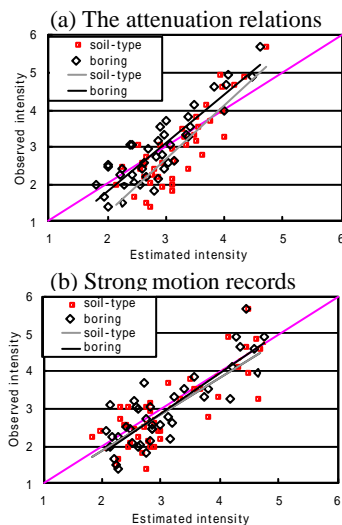 (a) The attenuation relations
6
5
4
3
2
1
Observed intensity
soil-type
boring
soil-type
boring
1 2 3 4 5 6
Estimated intensity
(b) Strong motion records
6
5
4
3
2
1
Observed intensity
soil-type
boring
soil-type
boring
1 2 3 4 5 6
Estimated intensity